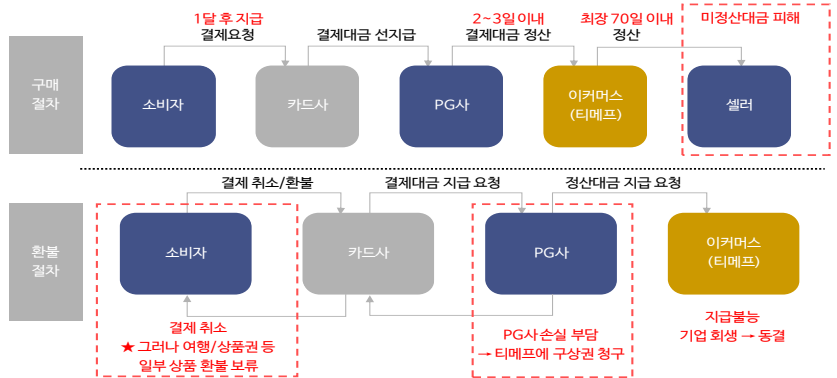 1달 후 지급
결제요청
결제대금 선지급
2~3일 이내
결제대금 정산
최장 70일 이내
정산
미정산대금 피해
구매
절차
소비자
카드사
PG사
이커머스
(티메프)
셀러
결제 취소/환불
결제대금 지급 요청
정산대금 지급 요청
환불
절차
소비자
카드사
PG사
이커머스
(티메프)
결제 취소
★ 그러나 여행/상품권 등
일부 상품 환불 보류
PG사 손실 부담
→ 티메프에 구상권 청구
지급불능
기업 회생 → 동결